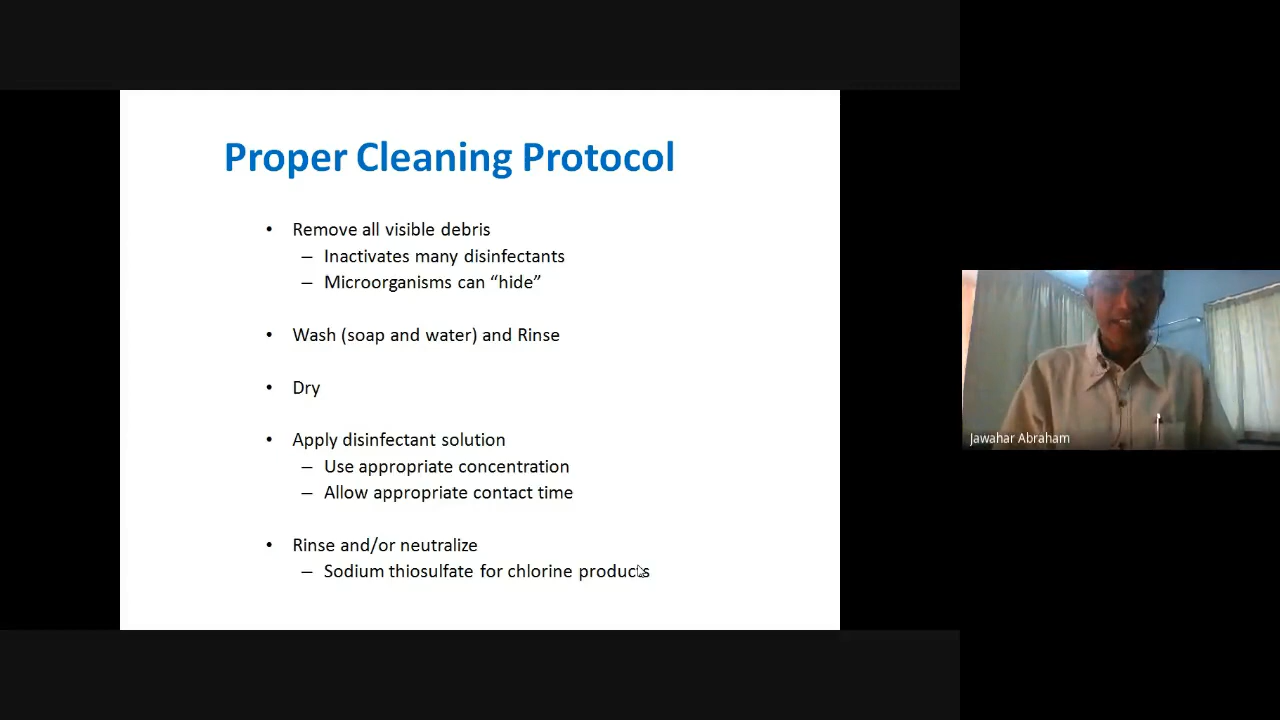 Proper Cleaning Protocol
• Remove all visible debris
– Inactivates many disinfectants
– Microorganisms can “hide”
• Wash (soap and water) and Rinse
• Dry
• Apply disinfectant solution
– Use appropriate concentration
– Allow appropriate contact time
• Rinse and/or neutralize
– Sodium thiosulfate for chlorine products
Jawahar Abraham